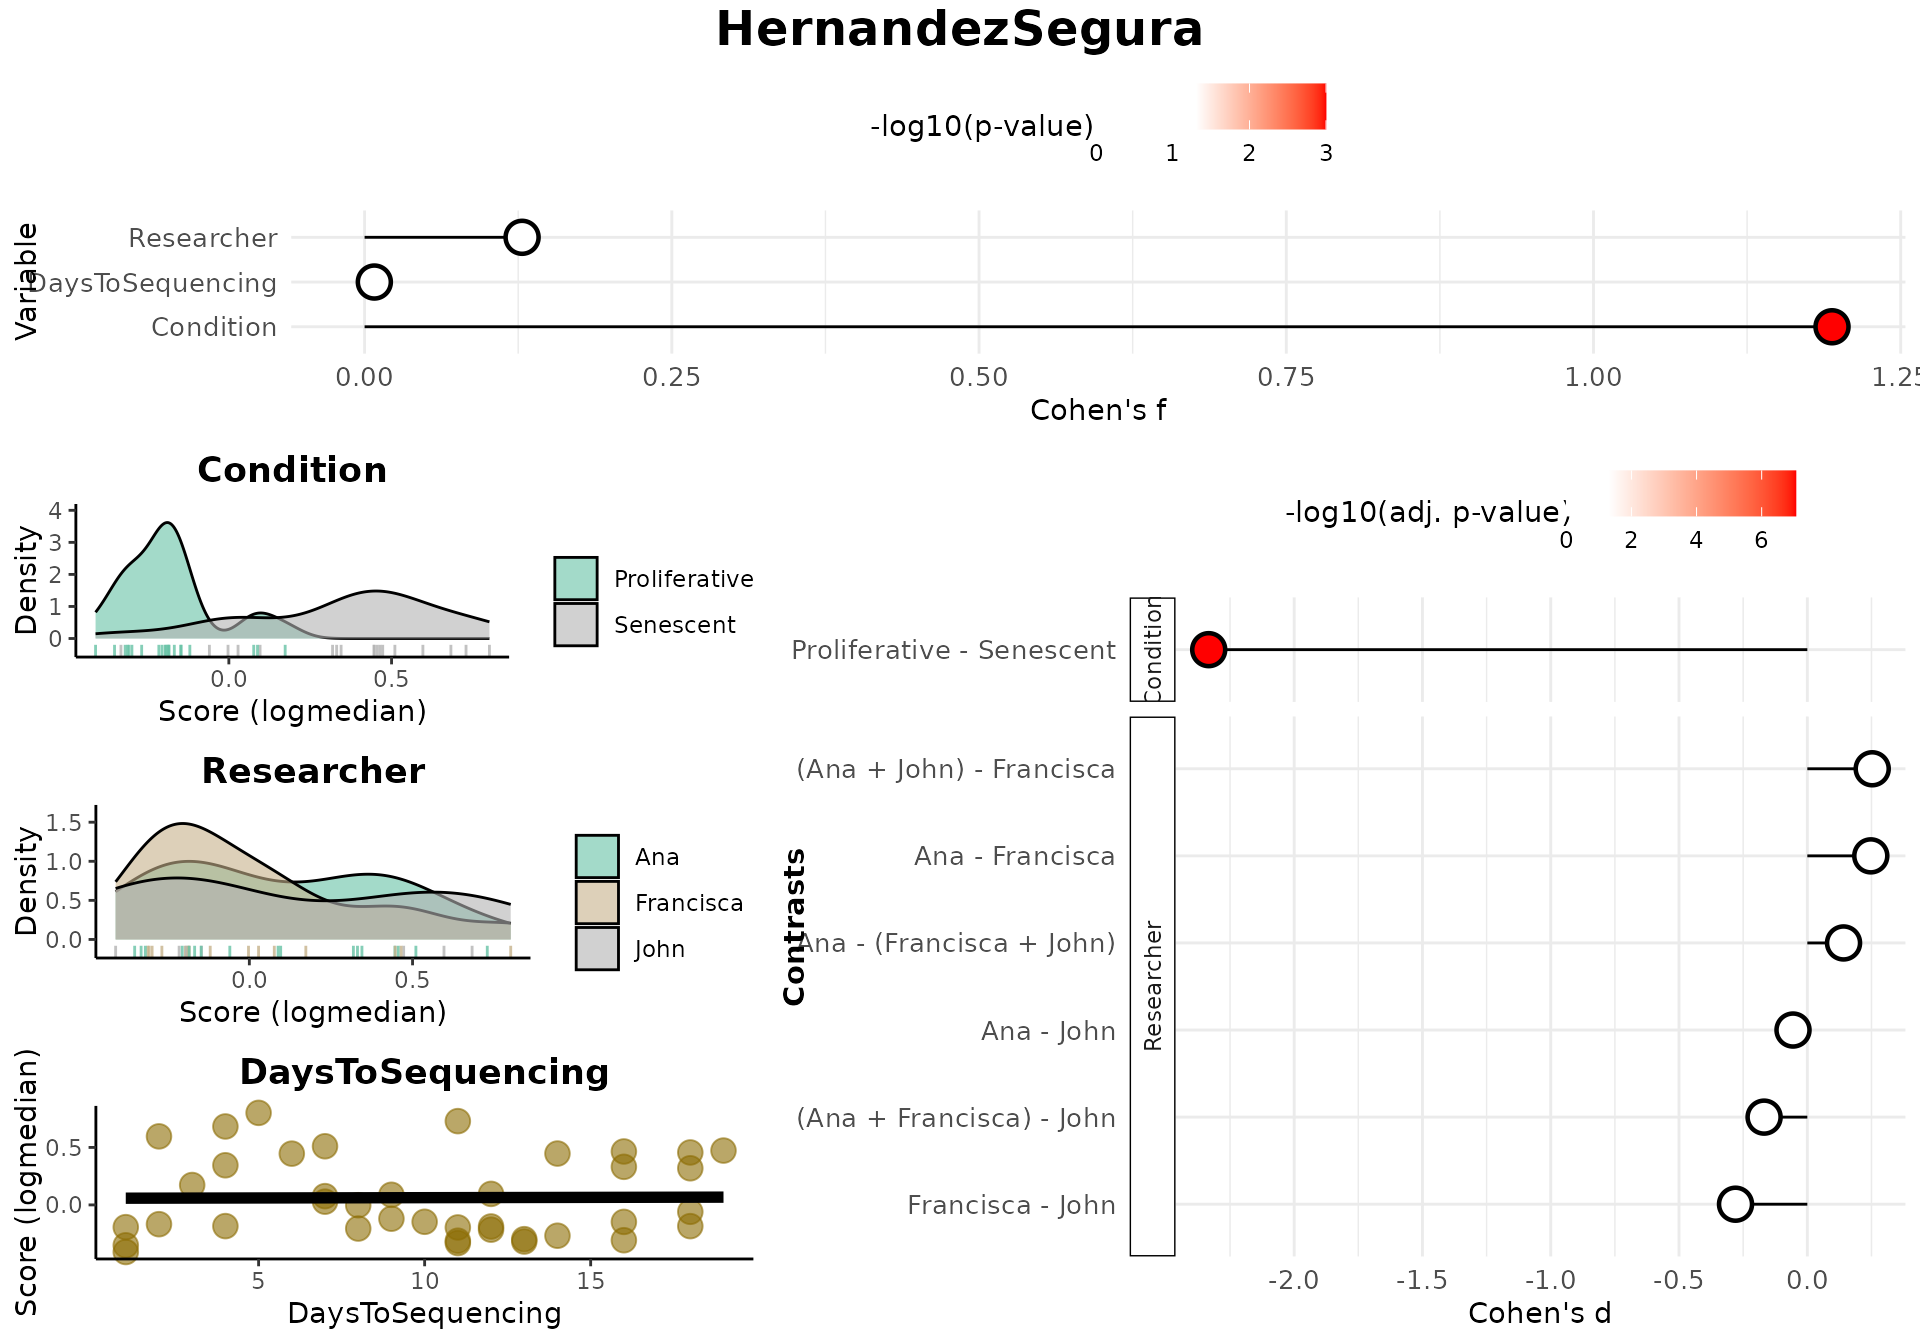 HernandezSegura
-log10(p-value)
0 1 2 3
Variable
Researcher
DaysToSequencing
Condition
0.00 0.25 0.50 0.75 1.00 1.25
Cohen's f
Condition
Density
4
3
2
1
0
0.0 0.5
Score (logmedian)
Proliferative
Senescent
Researcher
Density
1.5
1.0
0.5
0.0
0.0 0.5
Score (logmedian)
Ana
Francisca
John
DaysToSequencing
Score (logmedian)
0.5
0.0
5 10 15
DaysToSequencing
-log10(adj. p-value)
0 2 4 6
Contrasts
Proliferative - Senescent
Condition
(Ana + John) - Francisca
Ana - Francisca
Ana - (Francisca + John)
Ana - John
(Ana + Francisca) - John
Francisca - John
Researcher
-2.0 -1.5 -1.0 -0.5 0.0
Cohen's d